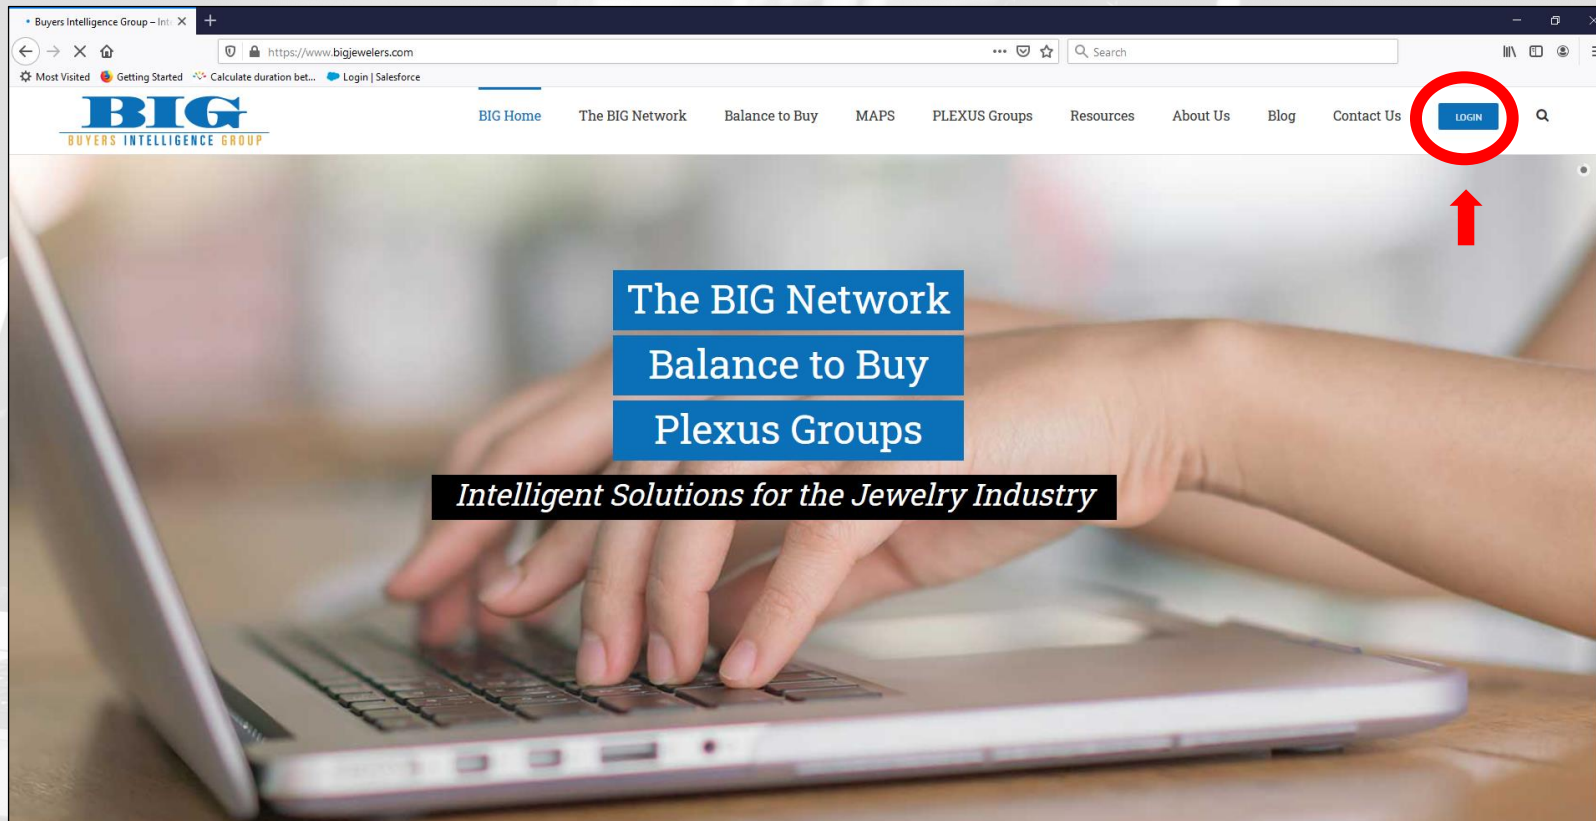 Buyers Intelligence Group – Int
https://www.bigjewelers.com
Search
Most Visited Getting Started Calculate duration bet... Login | Salesforce
BIG
BUYERS INTELLIGENCE GROUP
BIG Home The BIG Network Balance to Buy MAPS PLEXUS Groups Resources About Us Blog Contact Us LOGIN
The BIG Network
Balance to Buy
Plexus Groups
Intelligent Solutions for the Jewelry Industry